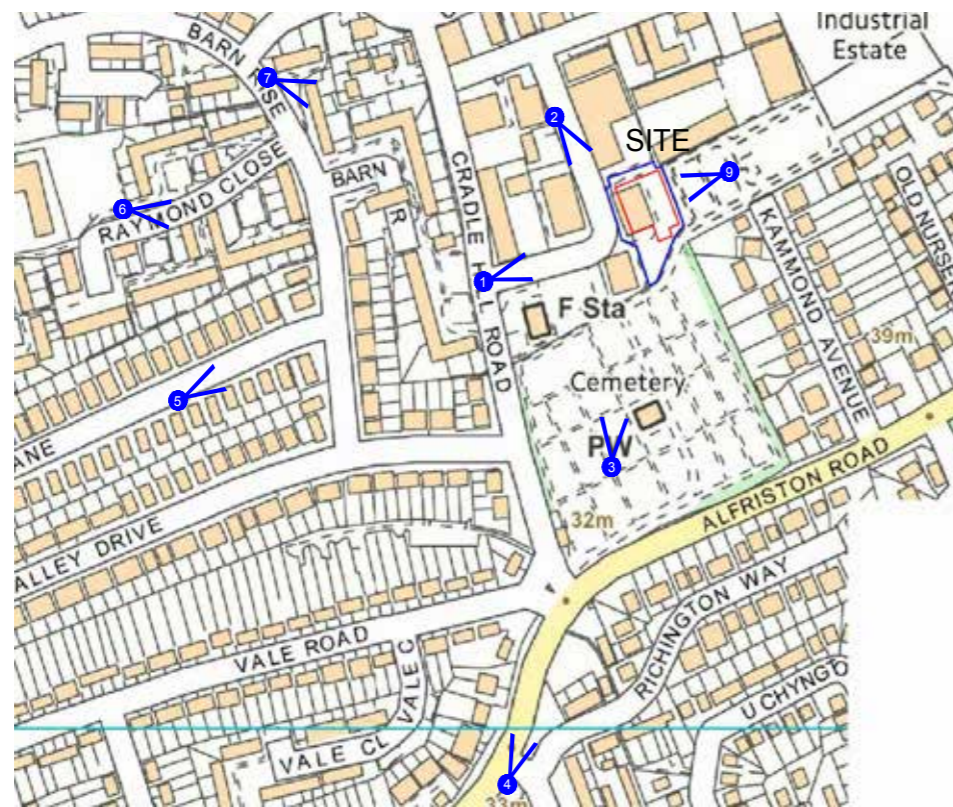 Industrial
Estate
BARN RISE
7
2
SITE
CRADLE HILL ROAD
BARN
R
9
RAYMOND CLOSE
6
OLD NURSER
KAMMOND AVENUE
1
F Sta
39m
Cemetery
5
ANE
PW
3
ALFRISTON ROAD
32m
ALLEY DRIVE
RICHINGTON WAY
VALE ROAD
VALE C
UCHYNGTO
VALE CL
4
33m